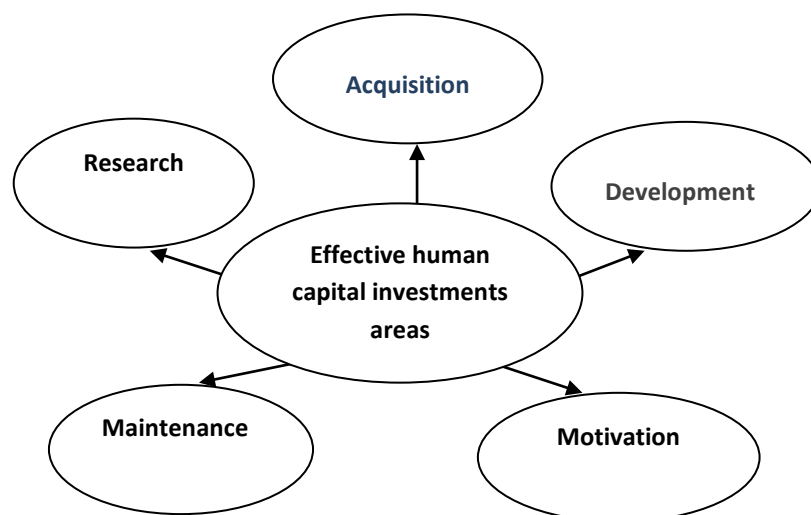 Acquisition
Research
Development
Effective human
capital investments
areas
Maintenance
Motivation